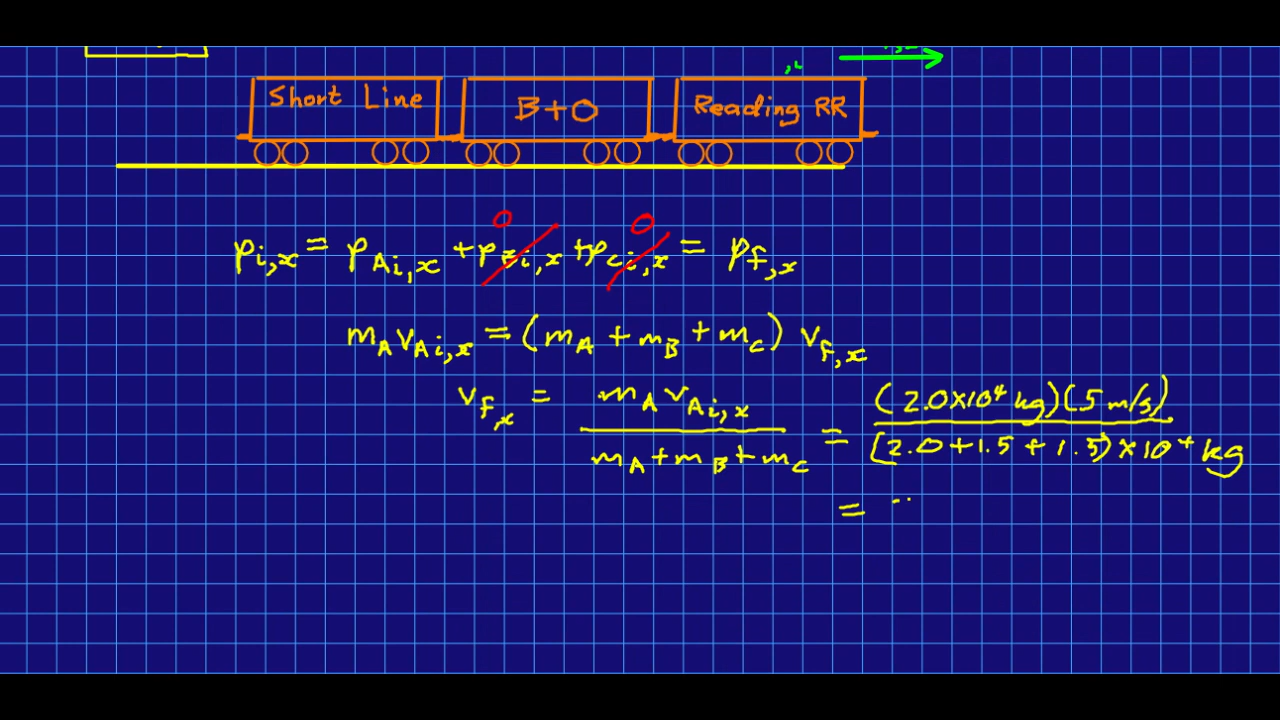 Short Line B+O Reading RR
0 0
p_{i,x} = p_{Ai,x} + p_{Bi,x} + p_{Ci,x} = p_{f,x}
m_A v_{Ai,x} = (m_A + m_B + m_C) v_{f,x}
v_{f,x} = \frac{m_A v_{Ai,x}}{m_A + m_B + m_C} = \frac{(2.0×10^4 kg)(5 m/s)}{(2.0+1.5+1.5)×10^4 kg}
=